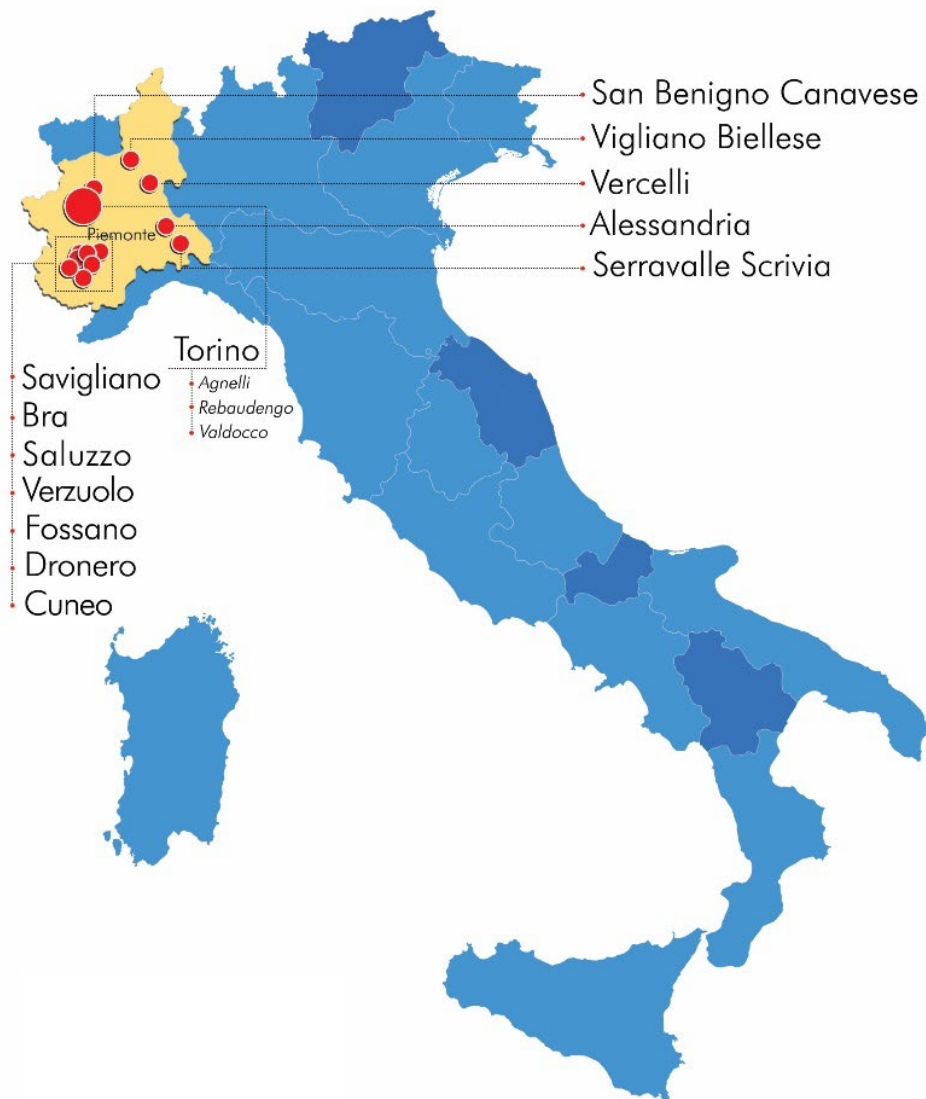 San Benigno Canavese
Vigliano Biellese
Vercelli
Alessandria
Serravalle Scrivia
Piemonte
Torino
Agnelli
Rebaudengo
Valdocco
Savigliano
Bra
Saluzzo
Verzuolo
Fossano
Dronero
Cuneo